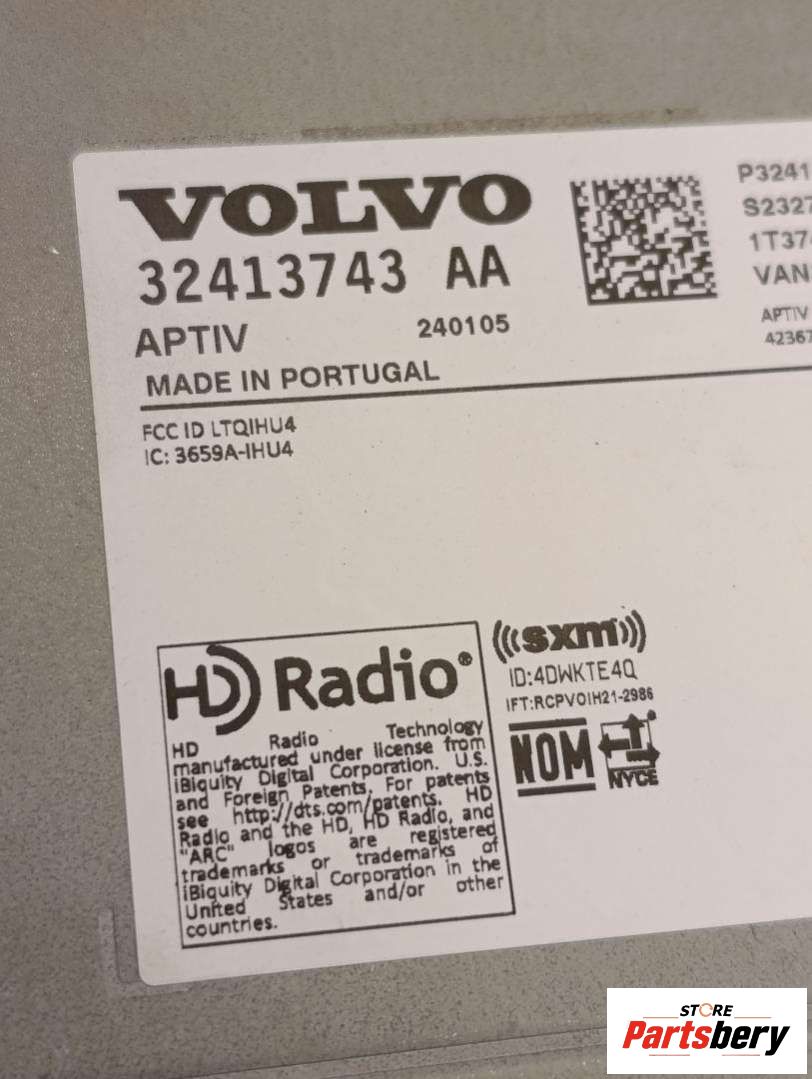 VOLVO
32413743 AA
APTIV 240105
MADE IN PORTUGAL
P3241
S2327
1T374
VAN
APTIV
42367
FCC ID LTQIHU4
IC: 3659A-IHU4
HD Radio®
HD Radio Technology
manufactured under license from
iBiquity Digital Corporation. U.S.
and Foreign Patents. For patents
see http://dts.com/patents. HD
Radio and the HD, HD Radio, and
"ARC" logos are registered
trademarks or trademarks of
iBiquity Digital Corporation in the
United States and/or other
countries.
(((sxm)))
ID:4DWKTE4Q
IFT:RCPVOIH21-2986
NOM
NYCE
STORE
Partsbery